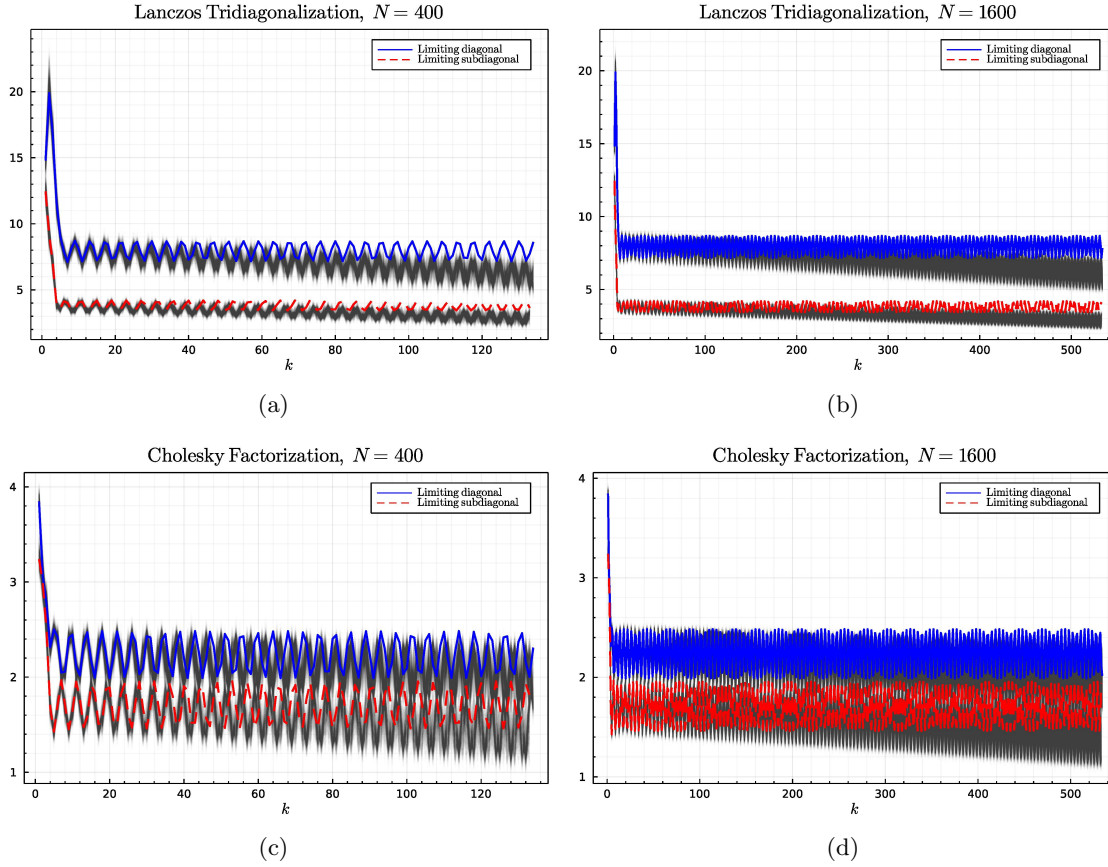 Lanczos Tridiagonalization, N = 400
Limiting diagonal
Limiting subdiagonal
20
15
10
5
0
20
40
60
80
100
120
k
(a)
Lanczos Tridiagonalization, N = 1600
Limiting diagonal
Limiting subdiagonal
20
15
10
5
0
100
200
300
400
500
k
(b)
Cholesky Factorization, N = 400
Limiting diagonal
Limiting subdiagonal
4
3
2
1
0
20
40
60
80
100
120
k
(c)
Cholesky Factorization, N = 1600
Limiting diagonal
Limiting subdiagonal
4
3
2
1
0
100
200
300
400
500
k
(d)